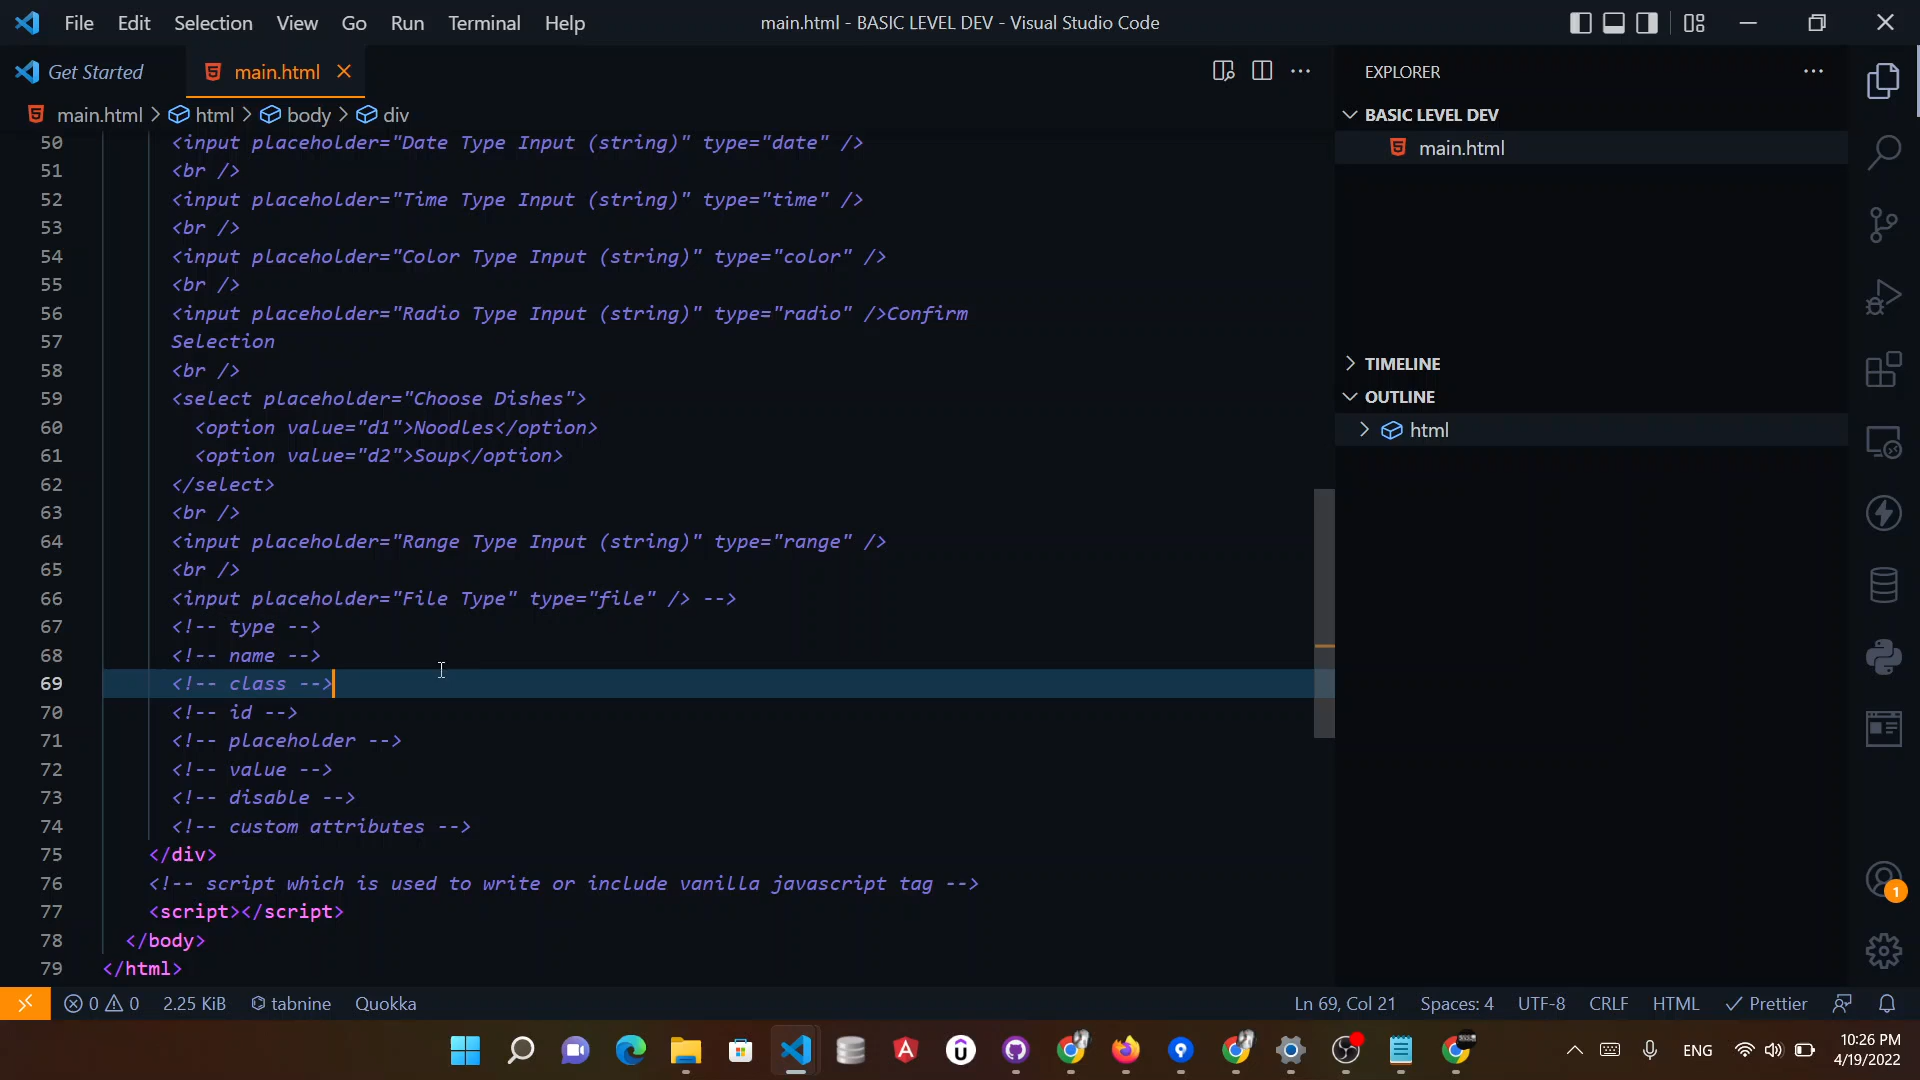 File Edit Selection View Go Run Terminal Help
main.html - BASIC LEVEL DEV - Visual Studio Code
Get Started
main.html
main.html > html > body > div
50 <input placeholder="Date Type Input (string)" type="date" />
51 <br />
52 <input placeholder="Time Type Input (string)" type="time" />
53 <br />
54 <input placeholder="Color Type Input (string)" type="color" />
55 <br />
56 <input placeholder="Radio Type Input (string)" type="radio" />Confirm
57 Selection
58 <br />
59 <select placeholder="Choose Dishes">
60 <option value="d1">Noodles</option>
61 <option value="d2">Soup</option>
62 </select>
63 <br />
64 <input placeholder="Range Type Input (string)" type="range" />
65 <br />
66 <input placeholder="File Type" type="file" /> -->
67 <!-- type -->
68 <!-- name -->
69 <!-- class -->
70 <!-- id -->
71 <!-- placeholder -->
72 <!-- value -->
73 <!-- disable -->
74 <!-- custom attributes -->
75 </div>
76 <!-- script which is used to write or include vanilla javascript tag -->
77 <script></script>
78 </body>
79 </html>
EXPLORER
BASIC LEVEL DEV
main.html
TIMELINE
OUTLINE
html
1
0 0 2.25 KiB tabnine Quokka
Ln 69, Col 21 Spaces: 4 UTF-8 CRLF HTML Prettier
ENG
10:26 PM
4/19/2022